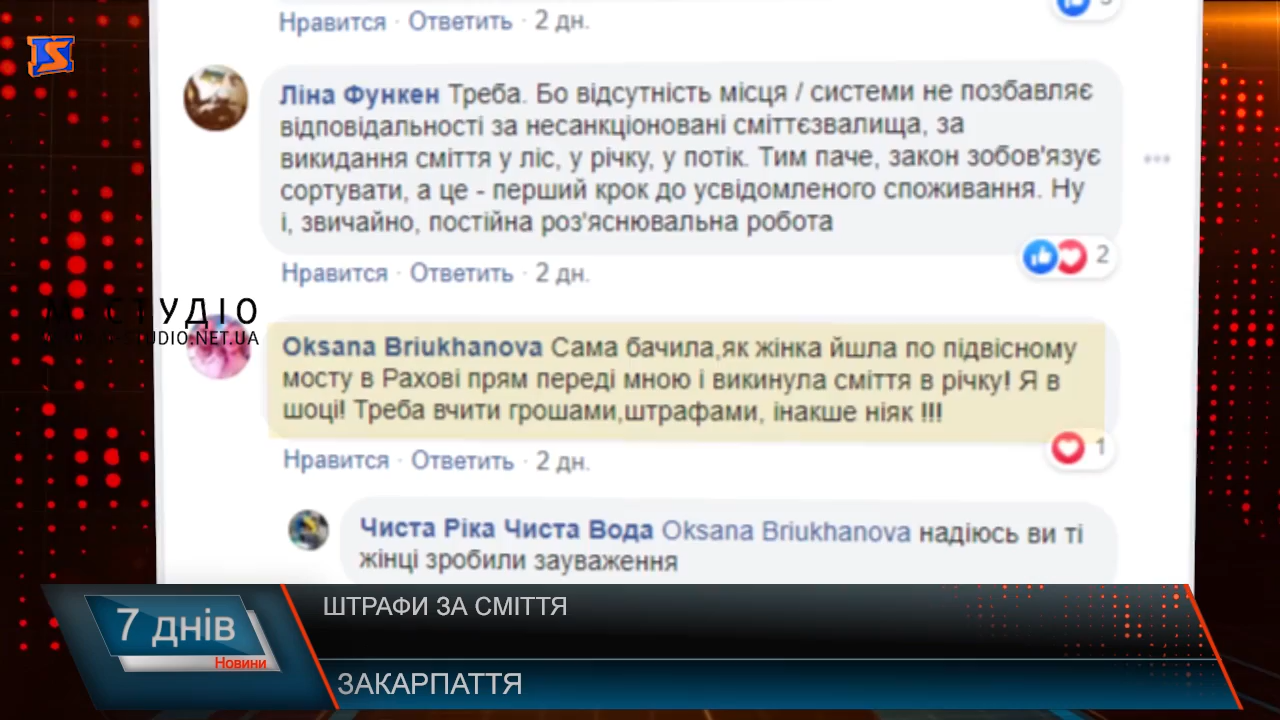 Нравится · Ответить · 2 дн.
Ліна Функен Треба. Бо відсутність місця / системи не позбавляє
відповідальності за несанкціоновані сміттєзвалища, за
викидання сміття у ліс, у річку, у потік. Тим паче, закон зобов'язує
сортувати, а це - перший крок до усвідомленого споживання. Ну
і, звичайно, постійна роз'яснювальна робота
2
Нравится · Ответить · 2 дн.
СТУДІО
STUDIO.NET.UA
Oksana Briukhanova Сама бачила,як жінка йшла по підвісному
мосту в Рахові прям переді мною і викинула сміття в річку! Я в
шоці! Треба вчити грошами,штрафами, інакше ніяк !!!
1
Нравится · Ответить · 2 дн.
Чиста Ріка Чиста Вода Oksana Briukhanova надіюсь ви ті
жінці зробили зауваження
ШТРАФИ ЗА СМІТТЯ
7 днів
Новини
ЗАКАРПАТТЯ